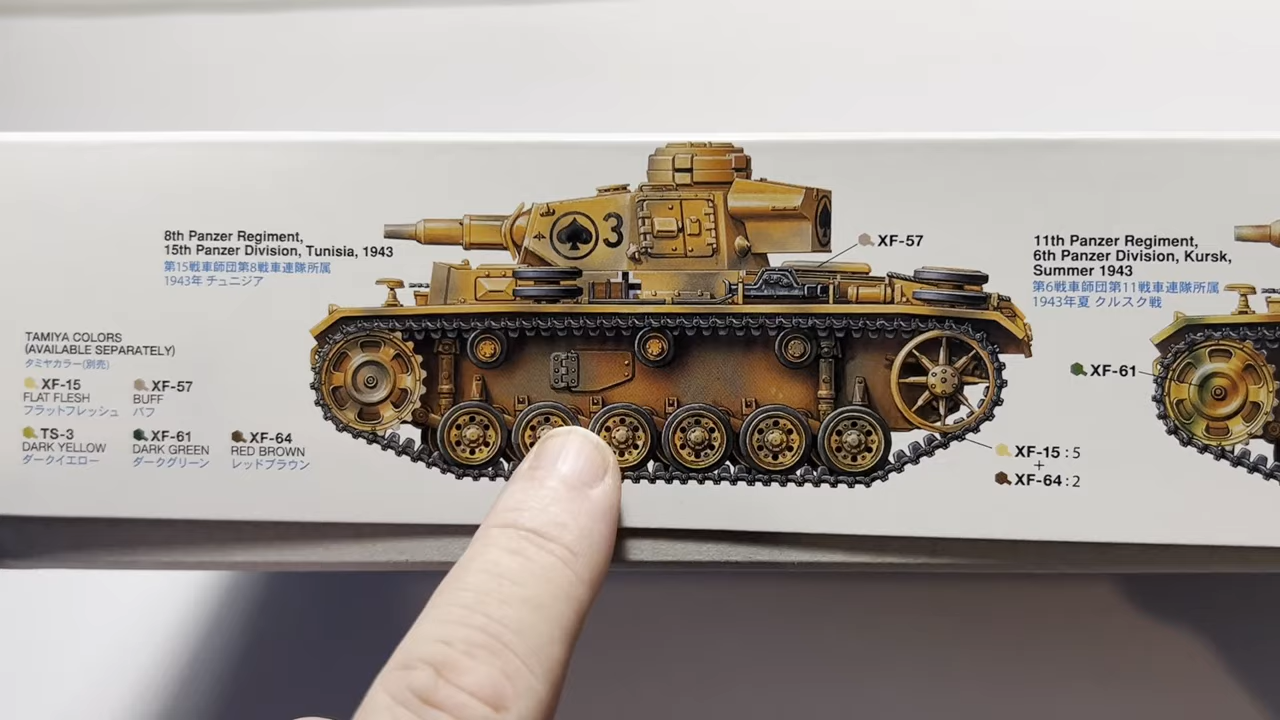 8th Panzer Regiment,
15th Panzer Division, Tunisia, 1943
第15戦車師団第8戦車連隊所属
1943年 チュニジア
TAMIYA COLORS
(AVAILABLE SEPARATELY)
タミヤカラー(別売)
XF-15
FLAT FLESH
フラットフレッシュ
XF-57
BUFF
バフ
TS-3
DARK YELLOW
ダークイエロー
XF-61
DARK GREEN
ダークグリーン
XF-64
RED BROWN
レッドブラウン
3
XF-57
XF-15 : 5
+
XF-64 : 2
11th Panzer Regiment,
6th Panzer Division, Kursk,
Summer 1943
第6戦車師団第11戦車連隊所属
1943年夏 クルスク戦
XF-61